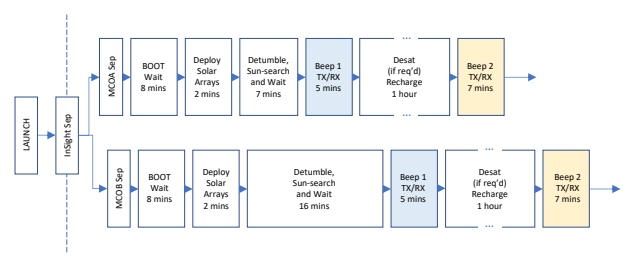 LAUNCH
InSight Sep
MCOA Sep
BOOT
Wait
8 mins
Deploy
Solar
Arrays
2 mins
Detumble,
Sun-search
and Wait
7 mins
Beep 1
TX/RX
5 mins
...
Desat
(if req'd)
Recharge
1 hour
...
Beep 2
TX/RX
7 mins
MCOB Sep
BOOT
Wait
8 mins
Deploy
Solar
Arrays
2 mins
Detumble,
Sun-search
and Wait
16 mins
Beep 1
TX/RX
5 mins
...
Desat
(if req'd)
Recharge
1 hour
...
Beep 2
TX/RX
7 mins